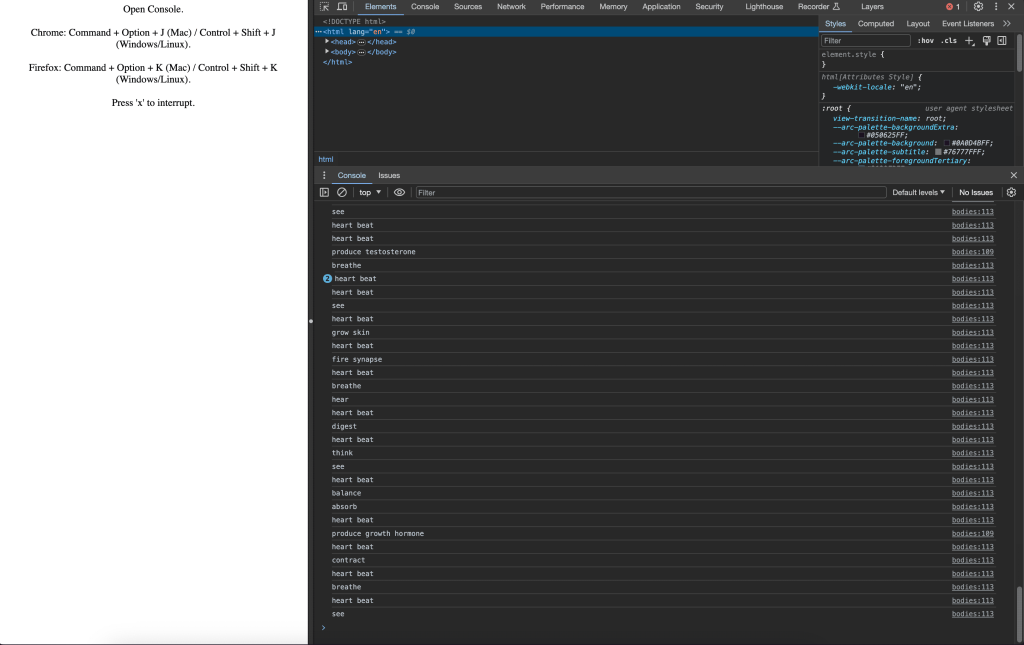 Open Console.
Chrome: Command + Option + J (Mac) / Control + Shift + J
(Windows/Linux).
Firefox: Command + Option + K (Mac) / Control + Shift + K
(Windows/Linux).
Press 'x' to interrupt.
Elements Console Sources Network Performance Memory Application Security Lighthouse Recorder Layers 1
<!DOCTYPE html>
<html lang="en"> == $0
<head> </head>
<body> </body>
</html>
html
Styles Computed Layout Event Listeners
Filter :hov .cls
element.style {
}
html[Attributes Style] {
-webkit-locale: "en";
}
:root { user agent stylesheet
view-transition-name: root;
--arc-palette-backgroundExtra:
#050625FF;
--arc-palette-background: #0A0D4BFF;
--arc-palette-subtitle: #76777FFF;
--arc-palette-foregroundTertiary:
Console Issues
top Filter Default levels No Issues
see bodies:113
heart beat bodies:113
heart beat bodies:113
produce testosterone bodies:109
breathe bodies:113
2 heart beat bodies:113
heart beat bodies:113
see bodies:113
heart beat bodies:113
grow skin bodies:113
heart beat bodies:113
fire synapse bodies:113
heart beat bodies:113
breathe bodies:113
hear bodies:113
heart beat bodies:113
digest bodies:113
heart beat bodies:113
think bodies:113
see bodies:113
heart beat bodies:113
balance bodies:113
absorb bodies:113
heart beat bodies:113
produce growth hormone bodies:109
heart beat bodies:113
contract bodies:113
heart beat bodies:113
breathe bodies:113
heart beat bodies:113
see bodies:113